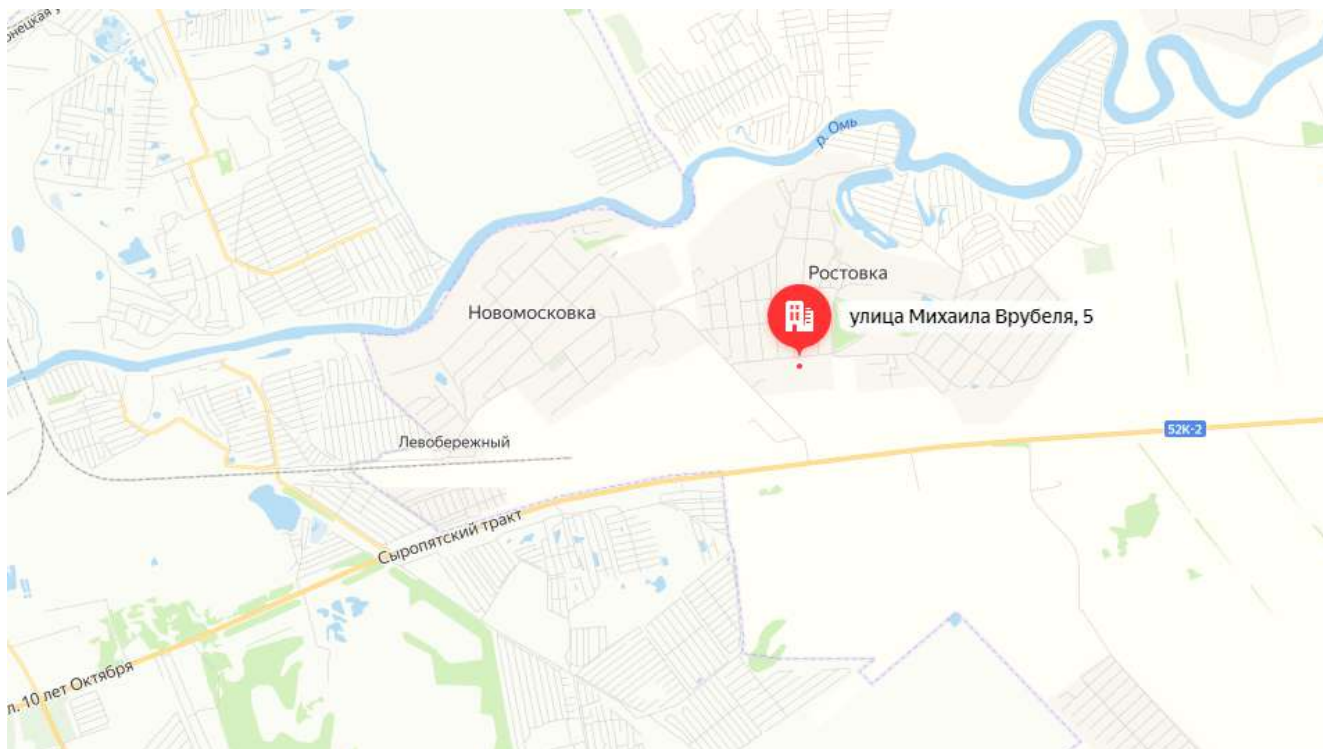 р. Омь
Ростовка
Новомосковка
улица Михаила Врубеля, 5
52К-2
Левобережный
Сыропятский тракт
л. 10 лет Октября